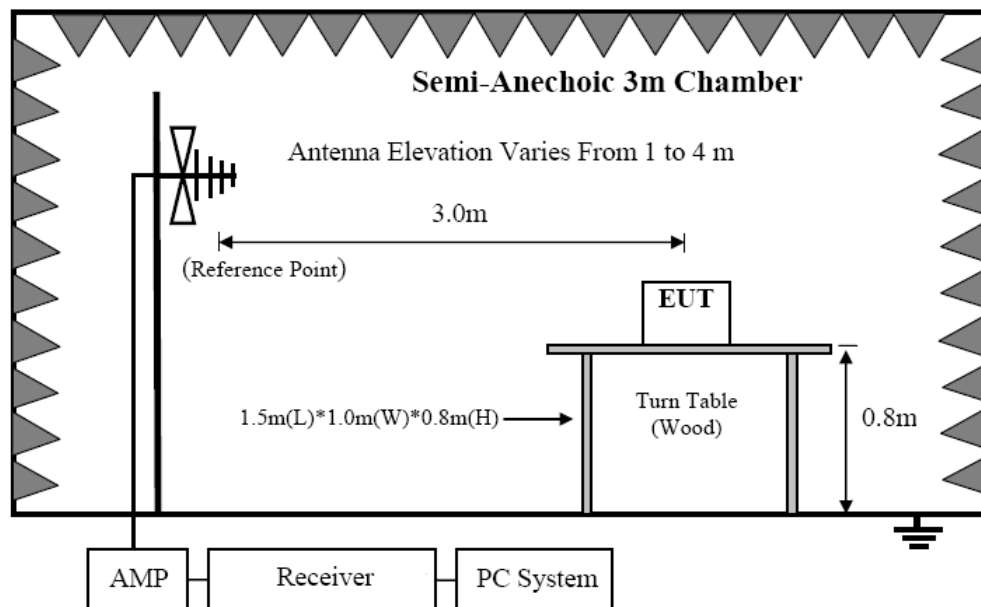 Semi-Anechoic 3m Chamber
Antenna Elevation Varies From 1 to 4 m
3.0m
(Reference Point)
EUT
1.5m(L)*1.0m(W)*0.8m(H)
Turn Table
(Wood)
0.8m
AMP
Receiver
PC System